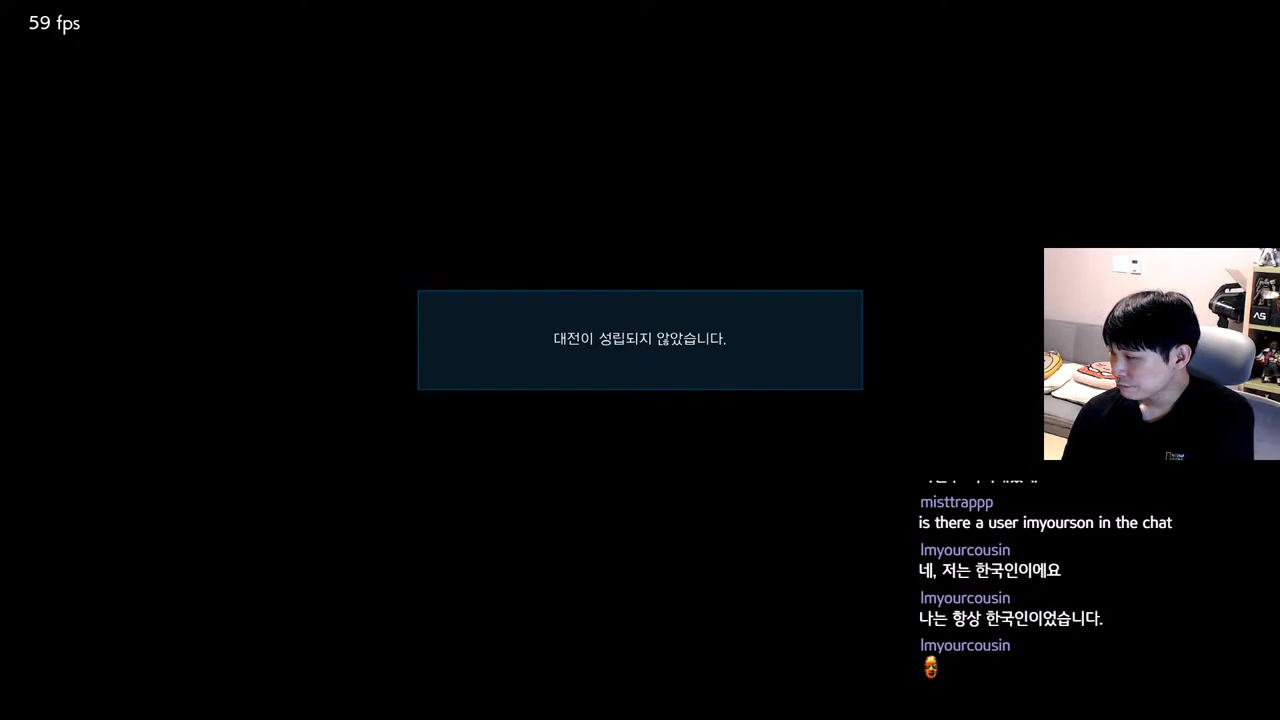 59 fps
대전이 성립되지 않았습니다.
AS
misttrappp
is there a user imyourson in the chat
Imyourcousin
네, 저는 한국인이에요
Imyourcousin
나는 항상 한국인이었습니다.
Imyourcousin